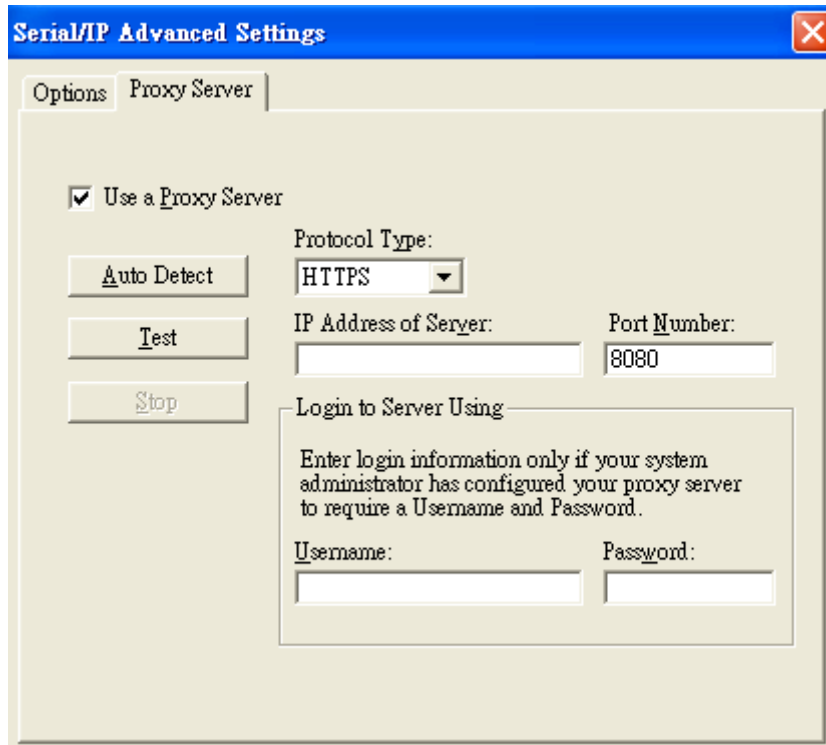 Serial/IP Advanced Settings
Options
Proxy Server
Use a Proxy Server
Auto Detect
Test
Stop
Protocol Type:
HTTPS
IP Address of Server:
Port Number:
8080
Login to Server Using
Enter login information only if your system
administrator has configured your proxy server
to require a Username and Password.
Username:
Password: